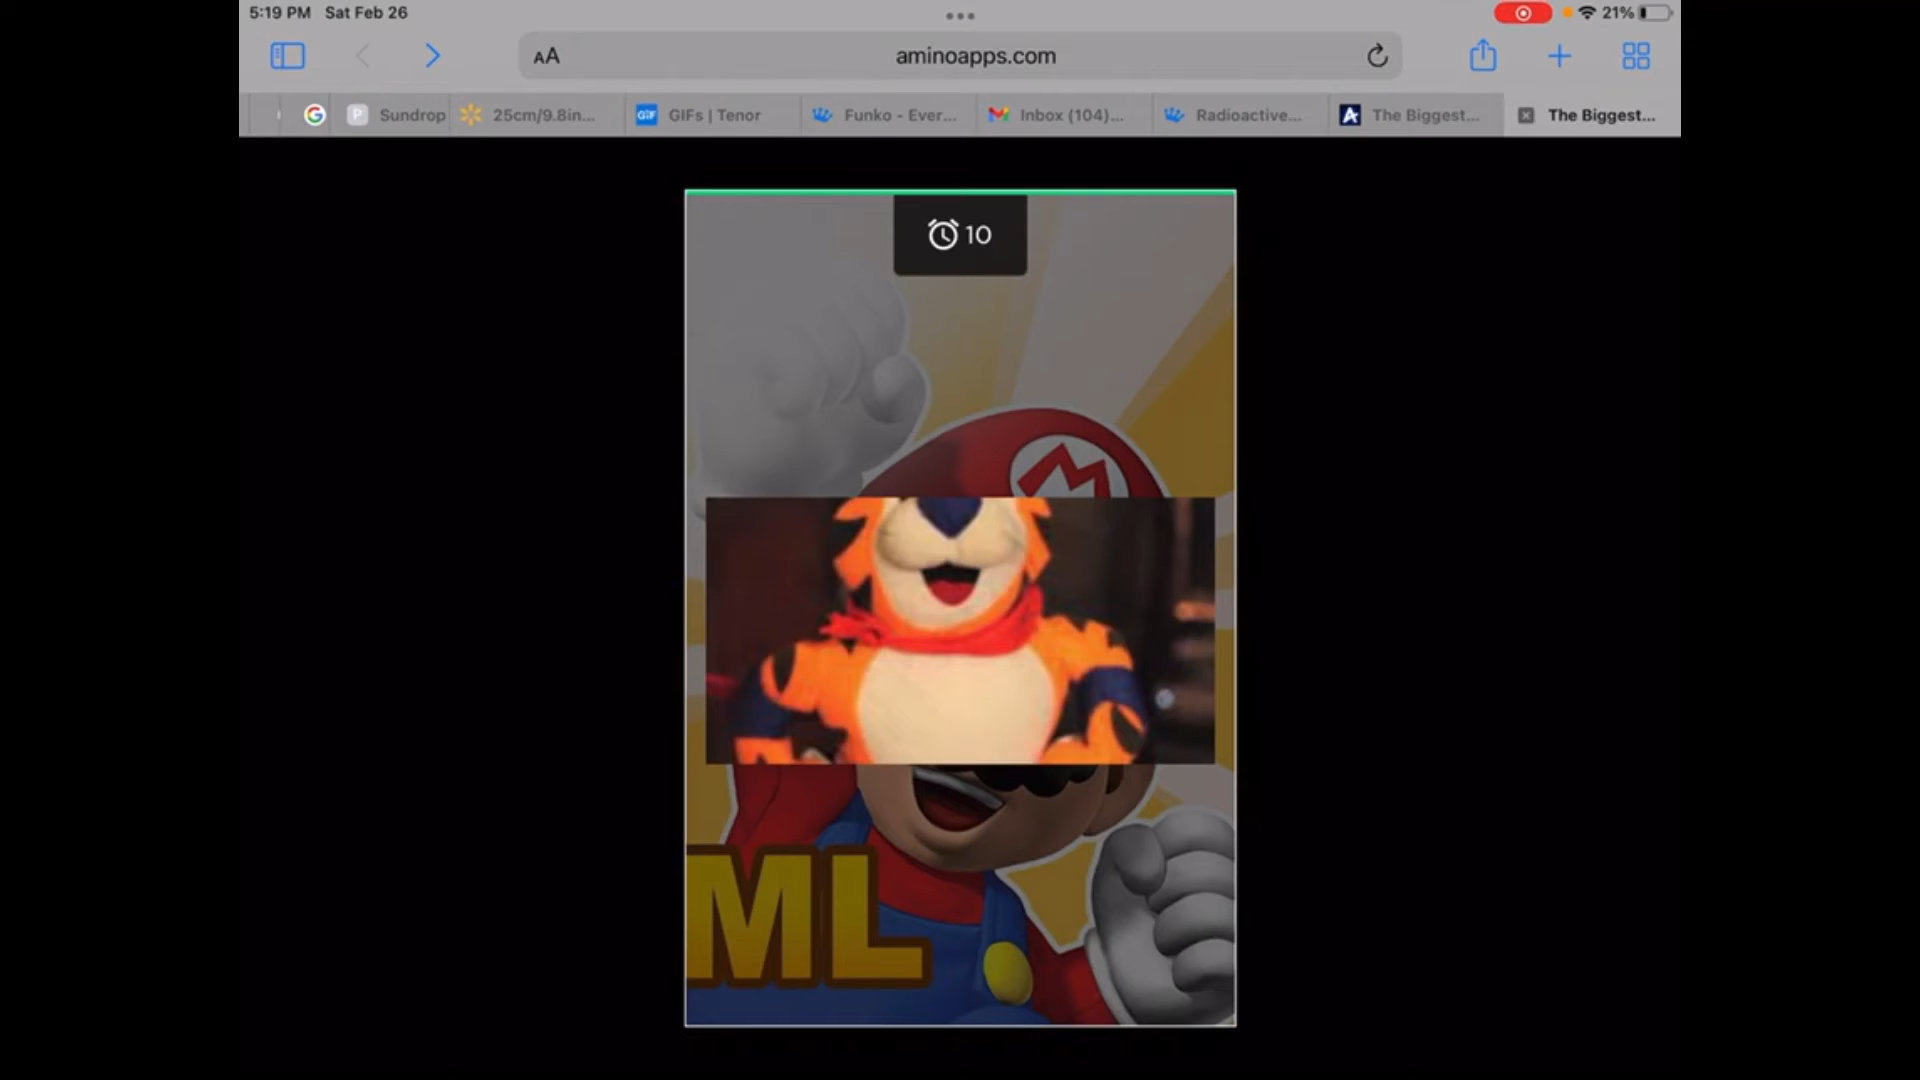 5:19 PM Sat Feb 26
21%
AA
aminoapps.com
G
P Sundrop
25cm/9.8in...
GIF GIFs | Tenor
Funko - Ever...
Inbox (104)...
Radioactive...
A The Biggest...
The Biggest...
10
M
ML